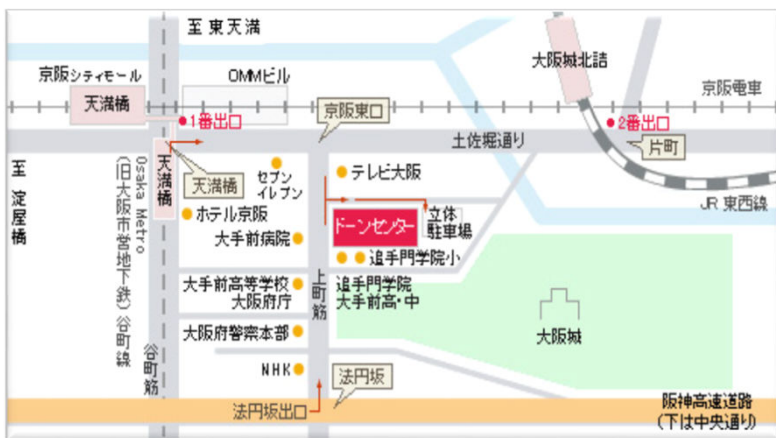 至 東天満
京阪シティモール
OMMビル
大阪城北詰
天満橋
京阪電車
1番出口
京阪東口
2番出口
土佐堀通り
片町
至 淀屋橋
Osaka Metro
(旧大阪市営地下鉄)谷町線
天満橋
天満橋
セブン
イレブン
テレビ大阪
JR 東西線
ホテル京阪
ドーンセンター
立体
駐車場
大手前病院
追手門学院小
上町筋
大手前高等学校
大阪府庁
追手門学院
大手前高・中
大阪府警察本部
大阪城
谷町筋
NHK
法円坂
法円坂出口
阪神高速道路
(下は中央通り)